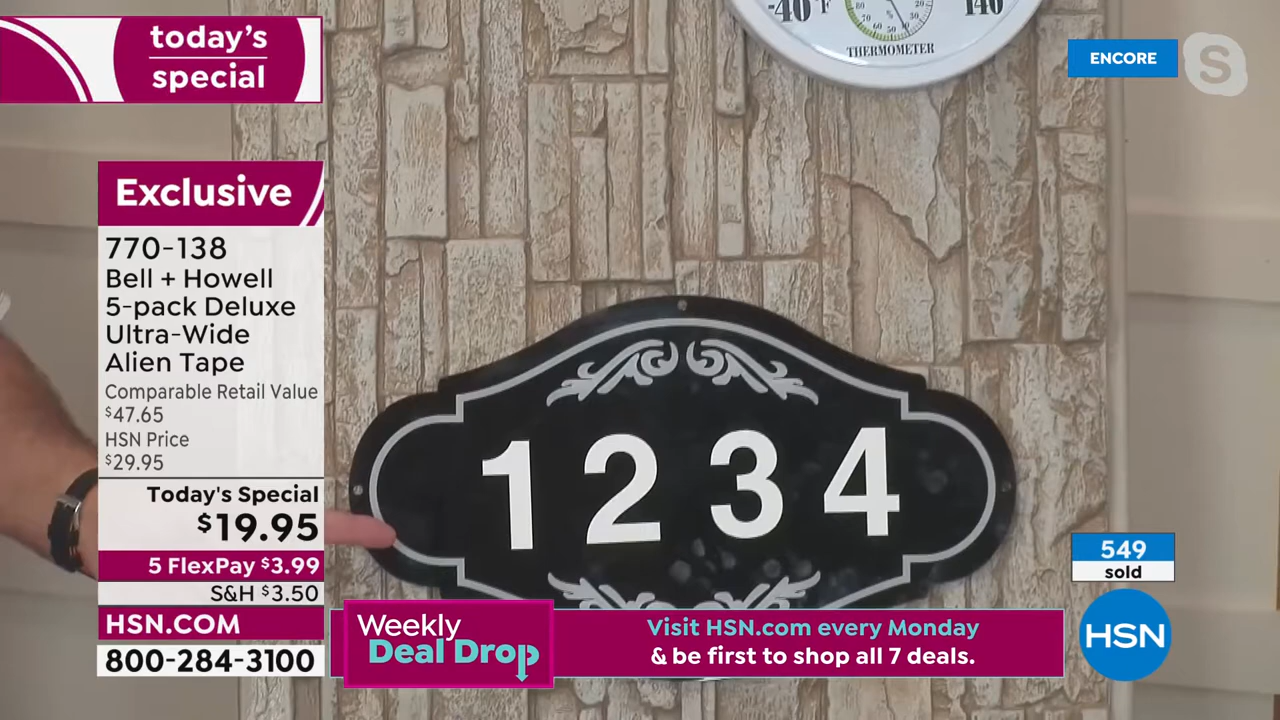 today's
special
Exclusive
770-138
Bell + Howell
5-pack Deluxe
Ultra-Wide
Alien Tape
Comparable Retail Value
$47.65
HSN Price
$29.95
Today's Special
$19.95
5 FlexPay $3.99
S&H $3.50
HSN.COM
800-284-3100
-40°F
140
THERMOMETER
ENCORE
S
1234
549
sold
HSN
Weekly
Deal Drop
Visit HSN.com every Monday
& be first to shop all 7 deals.